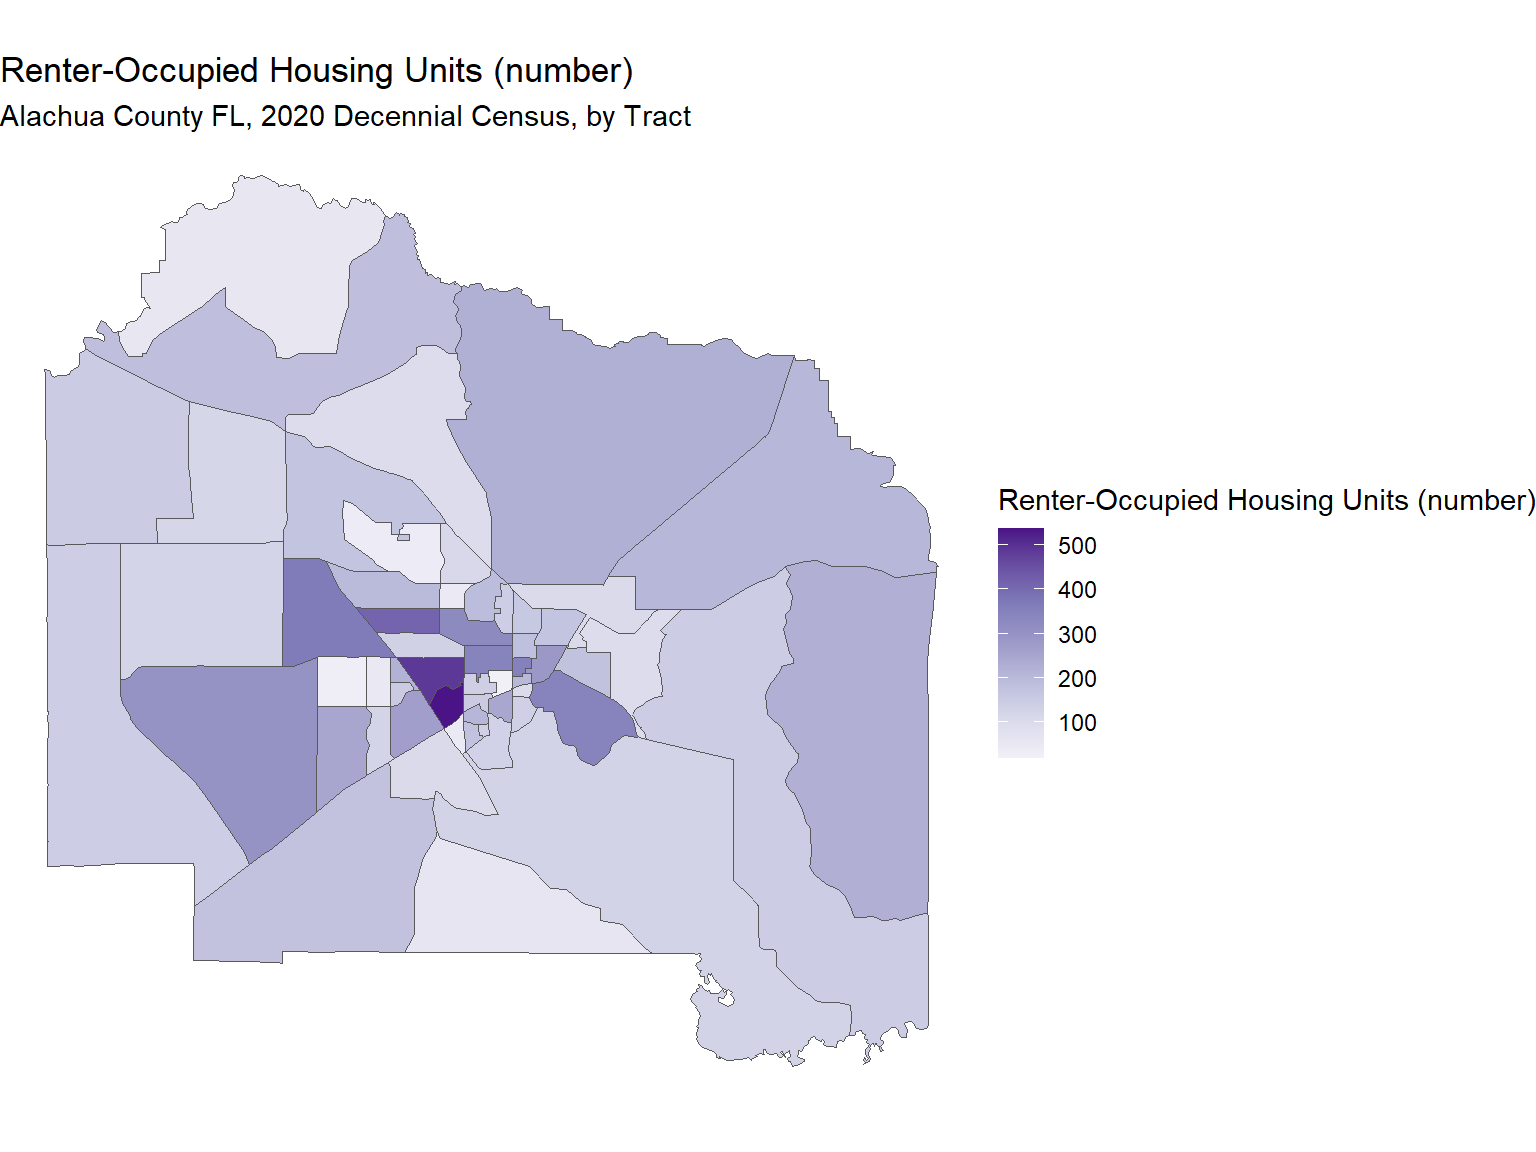 Renter-Occupied Housing Units (number)
Alachua County FL, 2020 Decennial Census, by Tract
Renter-Occupied Housing Units (number)
500
400
300
200
100